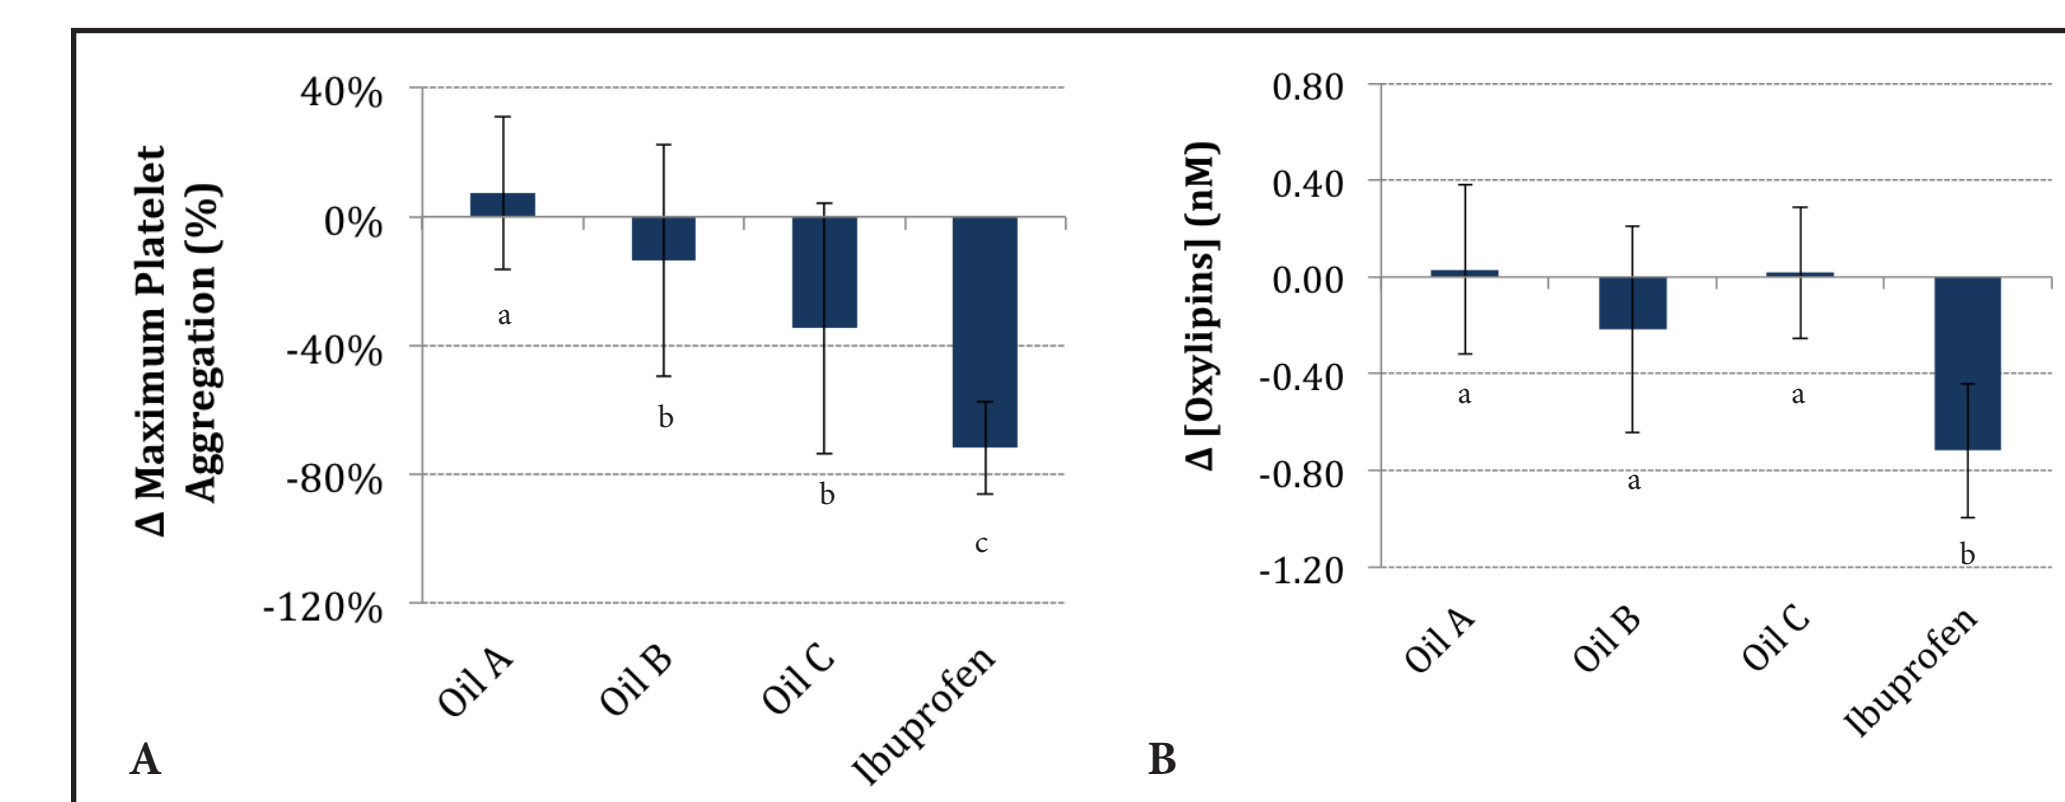 Δ Maximum Platelet
Aggregation (%)
40%
0%
-40%
-80%
-120%
a
b
b
c
Oil A
Oil B
Oil C
Ibuprofen
A
Δ [Oxylipins] (nM)
0.80
0.40
0.00
-0.40
-0.80
-1.20
a
a
a
b
Oil A
Oil B
Oil C
Ibuprofen
B